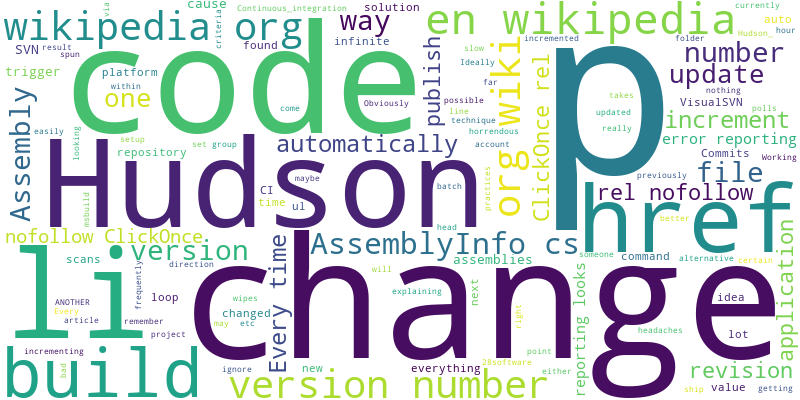 via
cause
Continuous_integration
criteria
way
solution
en wikipedia
currently
auto
Hudson_
hour
wikipedia org
code
found
infinite
p
slow
incremented
folder
number
SVN
result
spun
Ideally
update
trigger
platform
within
publish
far
org wiki
ClickOnce rel
nothing
VisualSVN
one
Obviously
possible
line
takes
polls
Assembly
come
technique
updated
increment
easily
setup
set
group
horrendous
really
error reporting
looking
repository
automatically
account
Commits
Working
Hudson
CI
maybe
batch
practices
file
previously
msbuild
time
ul
href
rel nofollow
head
better
nofollow ClickOnce
version
Every time
AssemblyInfo cs
someone
application
li
scans
direction
assemblies
command
alternative
certain
frequently
will
next
reporting looks
ANOTHER
Every
loop
wipes
change
explaining
idea
article
remember
changed
may
etc
right
lot
project
headaches
incrementing
point
bad
build
ignore
new
everything
28software
either
revision
version number
value
ship
getting